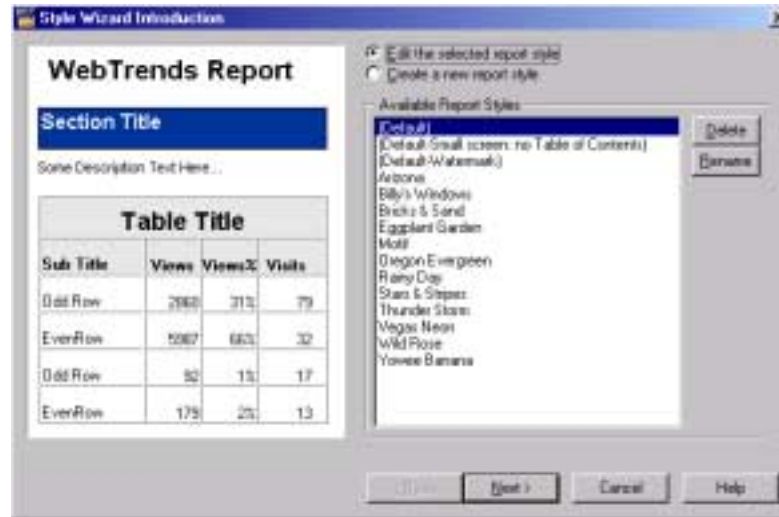 Style Wizard Introduction
WebTrends Report
Section Title
Some Description Text Here...
Table Title
Sub Title Views Views% Visits
Odd Row 2868 31% 79
EvenRow 5987 66% 32
Odd Row 92 1% 17
EvenRow 179 2% 13
Edit the selected report style
Create a new report style
Available Report Styles
(Default)
(Default-Small screen: no Table of Contents)
(Default-Watermark)
Arizona
Billy's Windows
Bricks & Sand
Eggplant Garden
Motif
Oregon Evergreen
Rainy Day
Stars & Stripes
Thunder Storm
Vegas Neon
Wild Rose
Yowee Banana
Delete
Rename
Next >
Cancel
Help